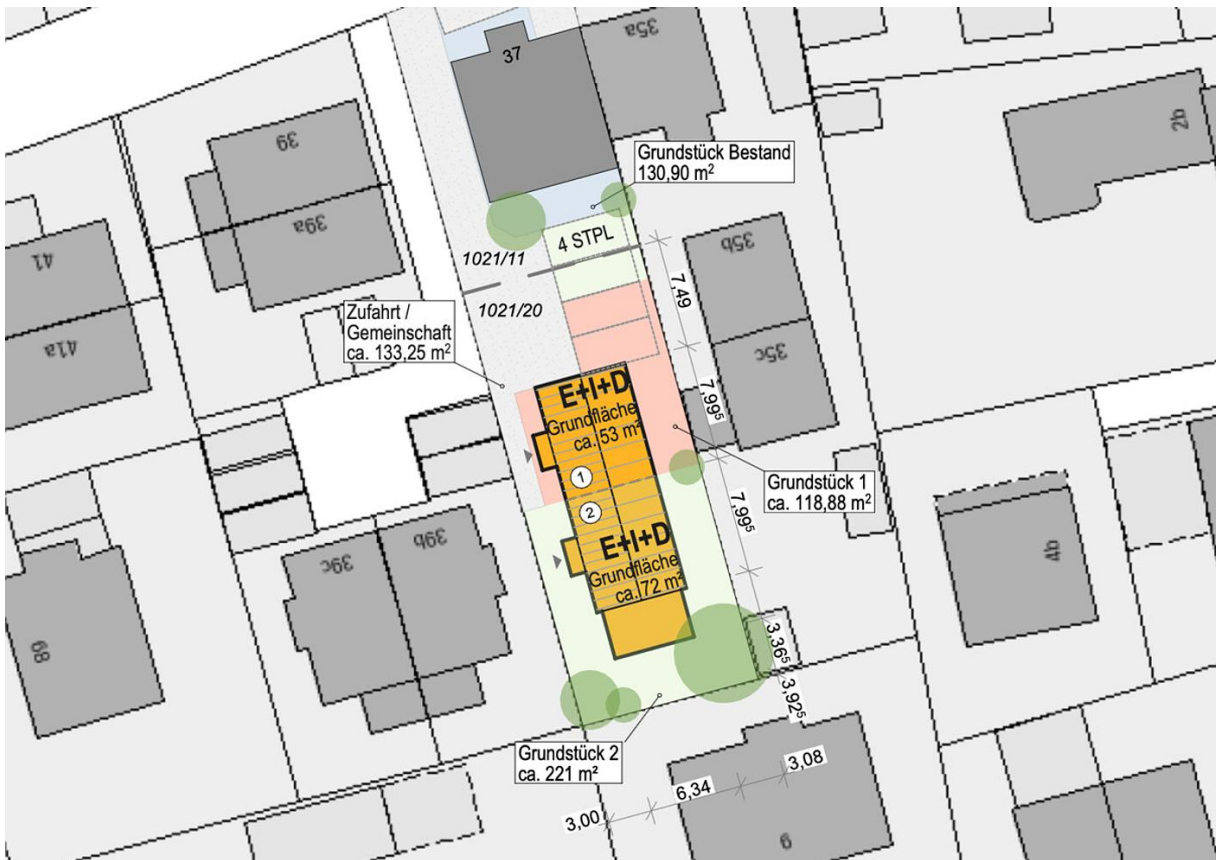 37
35a
2b
39
39a
Grundstück Bestand
130,90 m²
4 STPL
1021/11
1021/20
35b
35c
41
41a
Zufahrt /
Gemeinschaft
ca. 133,25 m²
7,49
7,99⁵
E+I+D
Grundfläche
ca. 53 m²
1
2
Grundstück 1
ca. 118,88 m²
7,99⁵
E+I+D
Grundfläche
ca. 72 m²
39c
39b
4b
89
3,36⁵
3,92⁵
Grundstück 2
ca. 221 m²
3,00
6,34
3,08
9